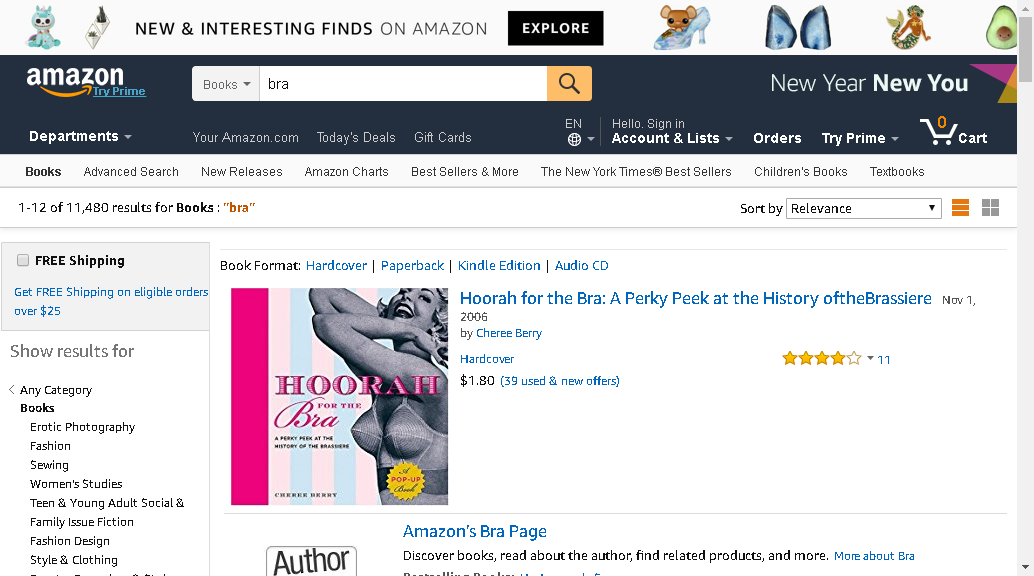 NEW & INTERESTING FINDS ON AMAZON EXPLORE
amazon
Try Prime
Books
bra
New Year New You
Departments
Your Amazon.com Today's Deals Gift Cards
EN
Hello. Sign in
Account & Lists
Orders
Try Prime
0
Cart
Books Advanced Search New Releases Amazon Charts Best Sellers & More The New York Times® Best Sellers Children's Books Textbooks
1-12 of 11,480 results for Books : "bra"
Sort by Relevance
FREE Shipping
Get FREE Shipping on eligible orders
over $25
Show results for
Any Category
Books
Erotic Photography
Fashion
Sewing
Women's Studies
Teen & Young Adult Social &
Family Issue Fiction
Fashion Design
Style & Clothing
Book Format: Hardcover | Paperback | Kindle Edition | Audio CD
HOORAH
FOR THE
Bra
A PERKY PEEK AT THE
HISTORY OF THE BRASSIERE
A
POP-UP
Book
CHEREE BERRY
Hoorah for the Bra: A Perky Peek at the History oftheBrassiere Nov 1,
2006
by Cheree Berry
Hardcover
11
$1.80 (39 used & new offers)
Author
Amazon's Bra Page
Discover books, read about the author, find related products, and more. More about Bra